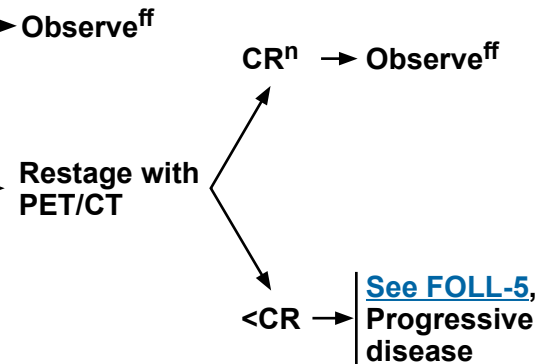 Observeff
CRn
Observeff
Restage with
PET/CT
<CR
See FOLL-5,
Progressive
disease